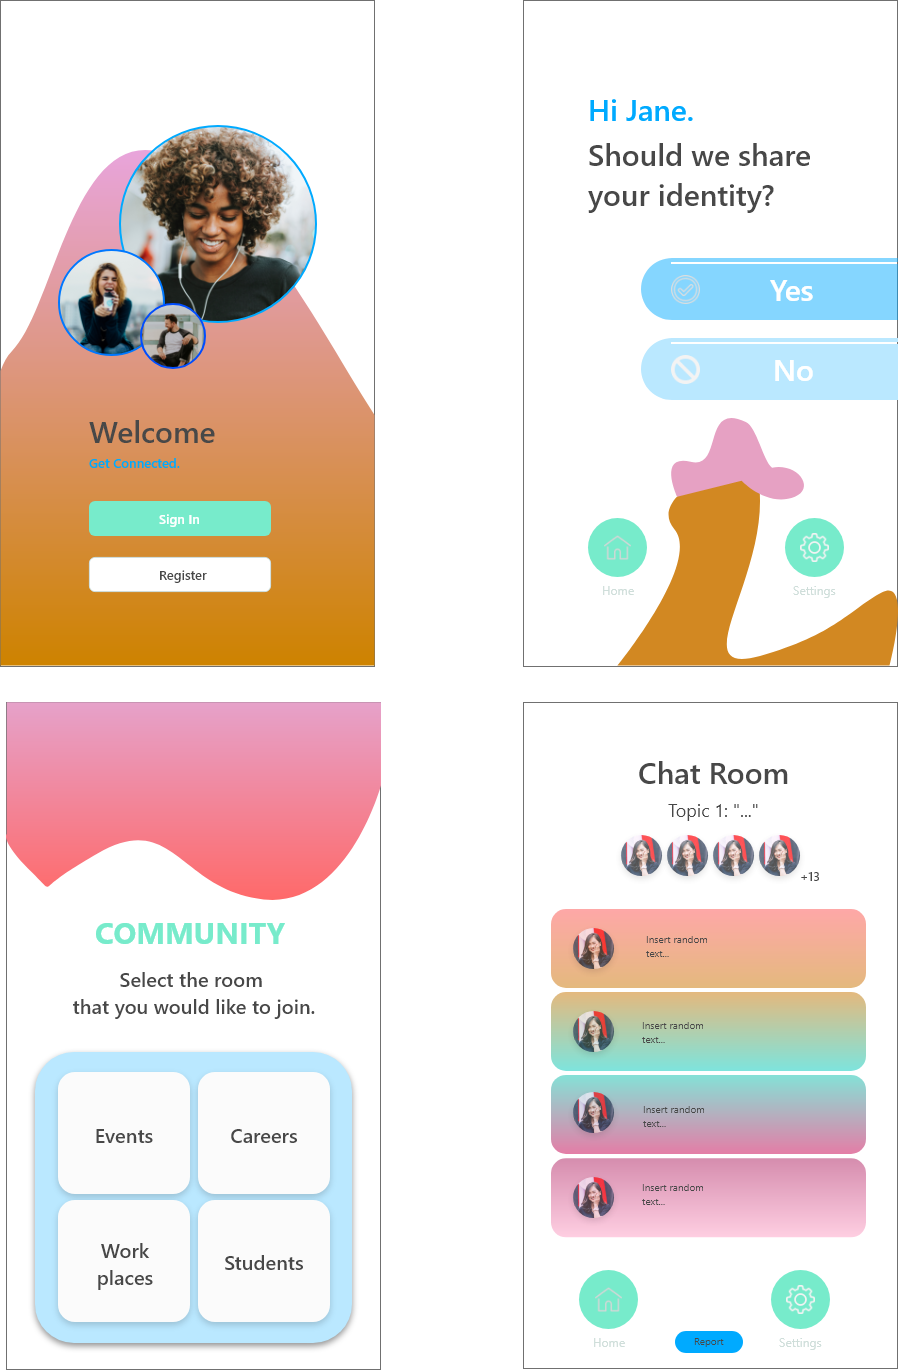 Welcome
Get Connected.
Sign In
Register
Hi Jane.
Should we share
your identity?
Yes
No
Home
Settings
COMMUNITY
Select the room
that you would like to join.
Events
Careers
Work
places
Students
Chat Room
Topic 1: "..."
+13
Insert random
text...
Insert random
text...
Insert random
text...
Insert random
text...
Home
Report
Settings